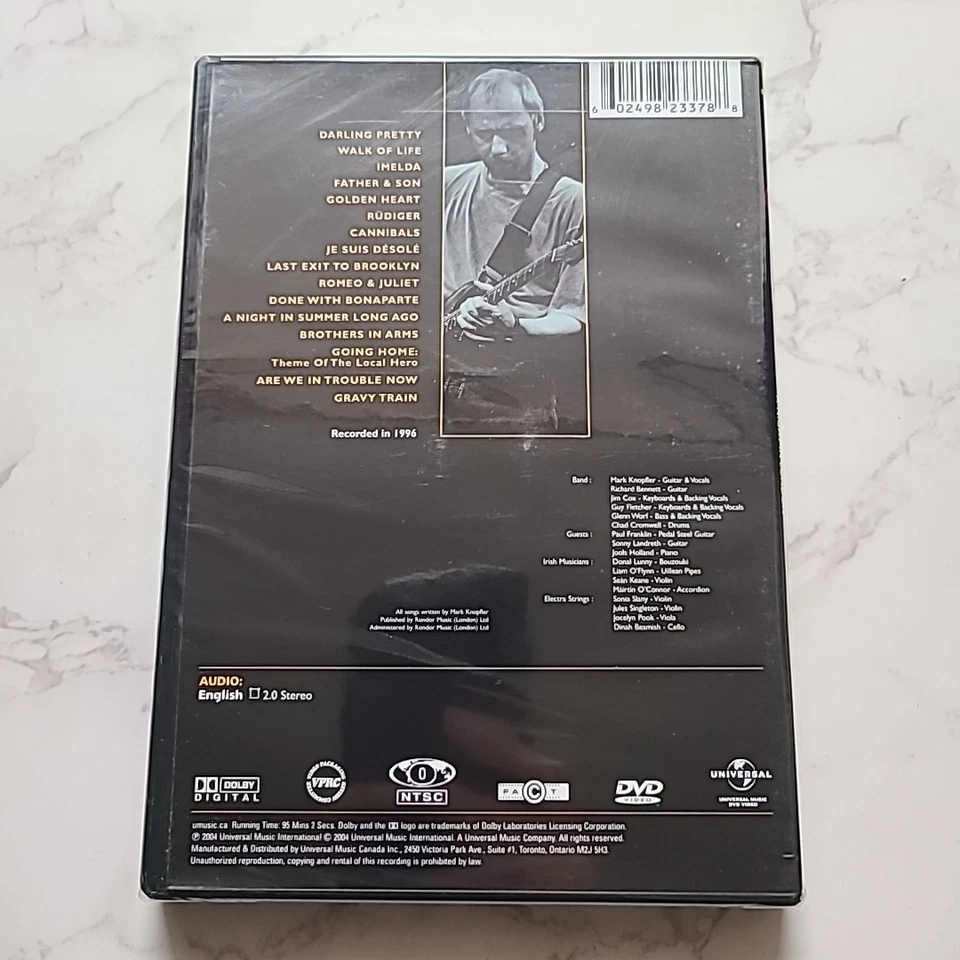 6 02498 23378 8
DARLING PRETTY
WALK OF LIFE
IMELDA
FATHER & SON
GOLDEN HEART
RÜDIGER
CANNIBALS
JE SUIS DÉSOLÉ
LAST EXIT TO BROOKLYN
ROMEO & JULIET
DONE WITH BONAPARTE
A NIGHT IN SUMMER LONG AGO
BROTHERS IN ARMS
GOING HOME:
Theme Of The Local Hero
ARE WE IN TROUBLE NOW
GRAVY TRAIN
Recorded in 1996
Band: Mark Knopfler - Guitar & Vocals
Richard Bennett - Guitar
Jim Cox - Keyboards & Backing Vocals
Guy Fletcher - Keyboards & Backing Vocals
Glenn Worf - Bass & Backing Vocals
Chad Cromwell - Drums
Guests: Paul Franklin - Pedal Steel Guitar
Sonny Landreth - Guitar
Jools Holland - Piano
Irish Musicians: Donal Lunny - Bouzouki
Liam O'Flynn - Uillean Pipes
Seán Keane - Violin
Máirtín O'Connor - Accordion
Electra Strings: Sonia Slany - Violin
Jules Singleton - Violin
Jocelyn Pook - Viola
Dinah Beamish - Cello
All songs written by Mark Knopfler
Published by Rondor Music (London) Ltd
Administered by Rondor Music (London) Ltd
AUDIO:
English 2.0 Stereo
DOLBY
DIGITAL
VPRC
0
NTSC
FACT
DVD
VIDEO
UNIVERSAL
UNIVERSAL MUSIC
DVD VIDEO
umusic.ca Running Time: 95 Mins 2 Secs. Dolby and the logo are trademarks of Dolby Laboratories Licensing Corporation.
℗ 2004 Universal Music International © 2004 Universal Music International. A Universal Music Company. All rights reserved.
Manufactured & Distributed by Universal Music Canada Inc., 2450 Victoria Park Ave., Suite #1, Toronto, Ontario M2J 5H3.
Unauthorized reproduction, copying and rental of this recording is prohibited by law.